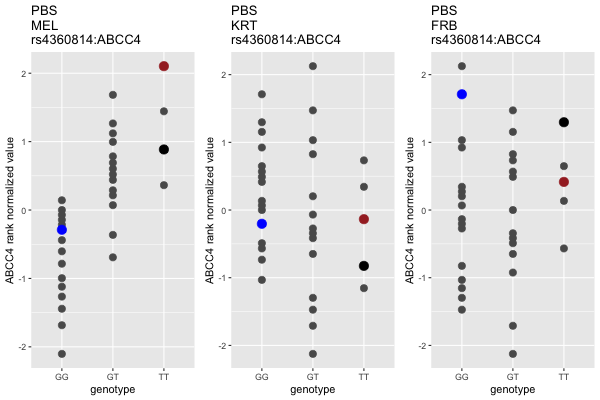 PBS
MEL
rs4360814:ABCC4
ABCC4 rank normalized value
2
1
0
-1
-2
GG GT TT
genotype
PBS
KRT
rs4360814:ABCC4
ABCC4 rank normalized value
2
1
0
-1
-2
GG GT TT
genotype
PBS
FRB
rs4360814:ABCC4
ABCC4 rank normalized value
2
1
0
-1
-2
GG GT TT
genotype